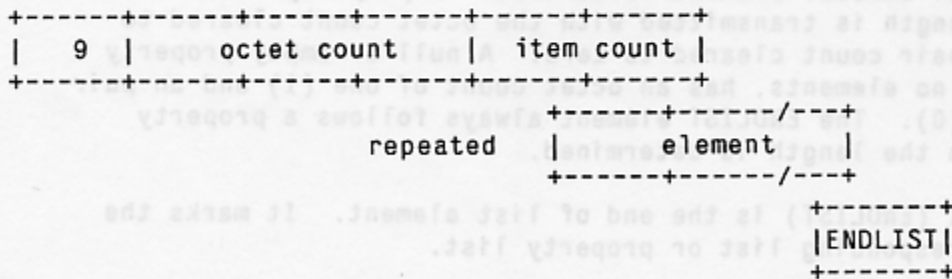 +------+------+------+------+------+------+
|    9 |     octet count    |  item count
+------+------+------+------+------+------+
+------+------/---+
repeated   |      element    |
+------+------/---+
+-------+
|ENDLIST|
+-------+